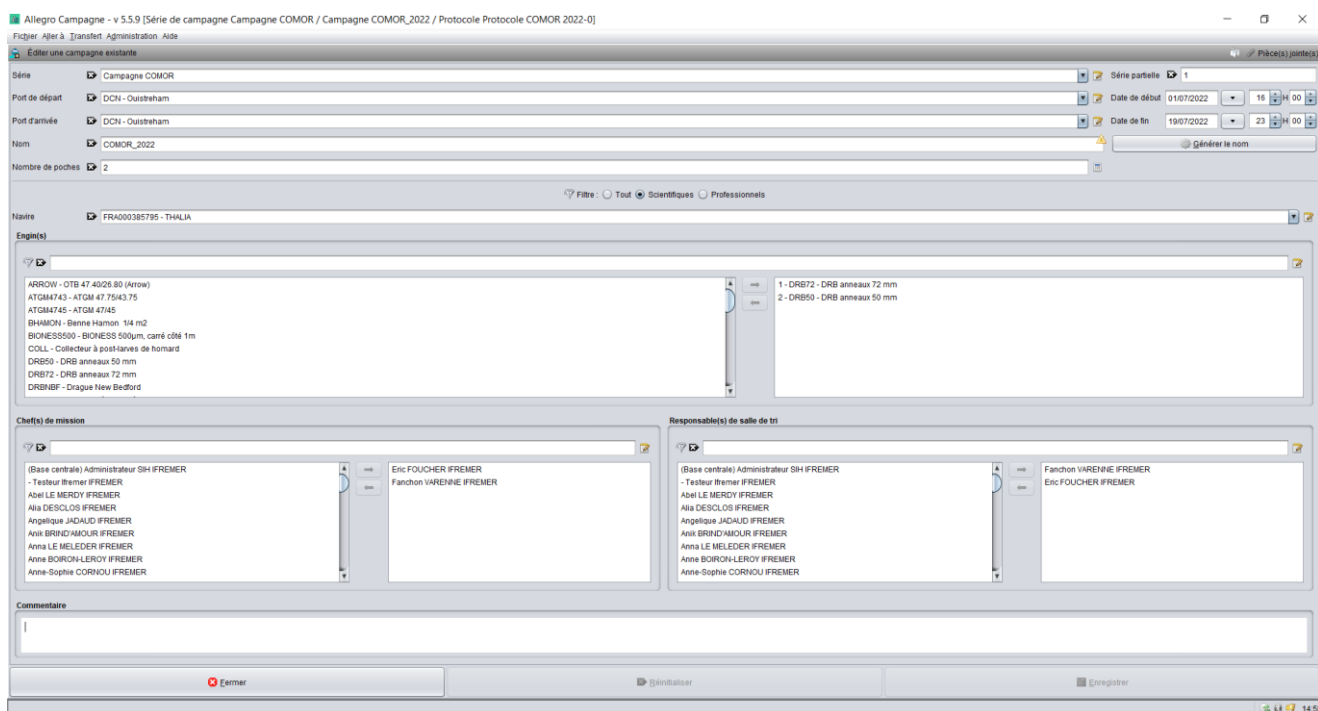 Allegro Campagne - v 5.5.9 [Série de campagne Campagne COMOR / Campagne COMOR_2022 / Protocole Protocole COMOR 2022-0]
Fichier Aller à Transfert Administration Aide
Éditer une campagne existante Pièce(s) jointe(s)
Série Campagne COMOR Série partielle 1
Port de départ DCN - Ouistreham Date de début 01/07/2022 16 H 00
Port d'arrivée DCN - Ouistreham Date de fin 19/07/2022 23 H 00
Nom COMOR_2022 Générer le nom
Nombre de poches 2
Filtre : Tout Scientifiques Professionnels
Navire FRA000385795 - THALIA
Engin(s)
ARROW - OTB 47.40/26.80 (Arrow)
ATGM4743 - ATGM 47.75/43.75
ATGM4745 - ATGM 47/45
BHAMON - Benne Hamon 1/4 m2
BIONESS500 - BIONESS 500µm, carré côté 1m
COLL - Collecteur à post-larves de homard
DRB50 - DRB anneaux 50 mm
DRB72 - DRB anneaux 72 mm
DRBNBF - Drague New Bedford
1 - DRB72 - DRB anneaux 72 mm
2 - DRB50 - DRB anneaux 50 mm
Chef(s) de mission
(Base centrale) Administrateur SIH IFREMER
- Testeur Ifremer IFREMER
Abel LE MERDY IFREMER
Alia DESCLOS IFREMER
Angelique JADAUD IFREMER
Anik BRIND'AMOUR IFREMER
Anna LE MELEDER IFREMER
Anne BOIRON-LEROY IFREMER
Anne-Sophie CORNOU IFREMER
Eric FOUCHER IFREMER
Fanchon VARENNE IFREMER
Responsable(s) de salle de tri
(Base centrale) Administrateur SIH IFREMER
- Testeur Ifremer IFREMER
Abel LE MERDY IFREMER
Alia DESCLOS IFREMER
Angelique JADAUD IFREMER
Anik BRIND'AMOUR IFREMER
Anna LE MELEDER IFREMER
Anne BOIRON-LEROY IFREMER
Anne-Sophie CORNOU IFREMER
Fanchon VARENNE IFREMER
Eric FOUCHER IFREMER
Commentaire
Fermer Réinitialiser Enregistrer